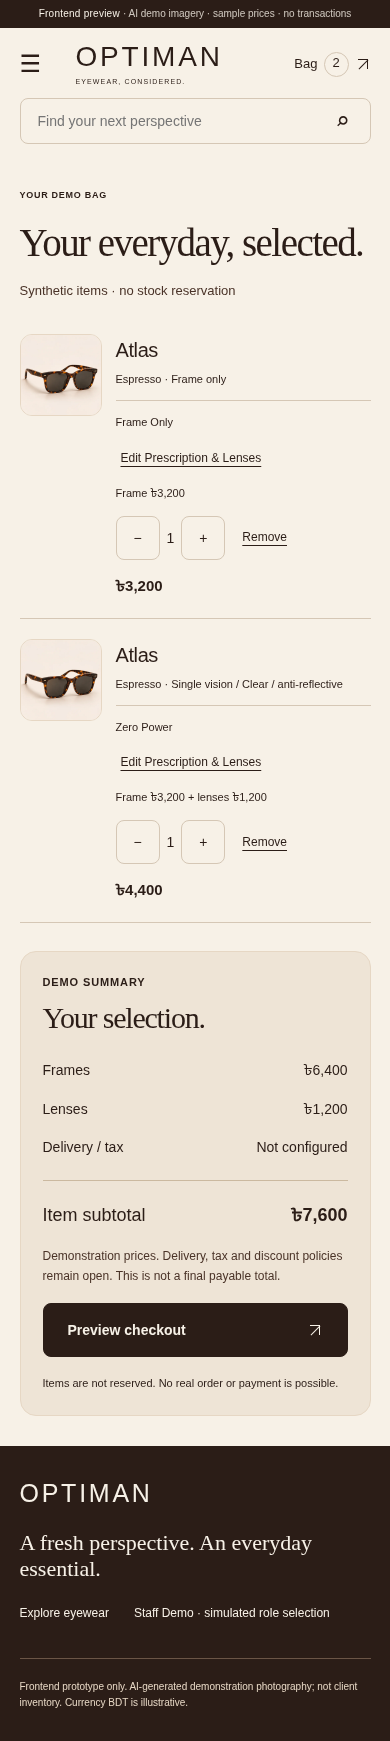 Frontend preview · AI demo imagery · sample prices · no transactions
☰ OPTIMAN
EYEWEAR, CONSIDERED.
Bag 2
Find your next perspective
YOUR DEMO BAG
Your everyday, selected.
Synthetic items · no stock reservation
Atlas
Espresso · Frame only
Frame Only
Edit Prescription & Lenses
Frame ৳3,200
− 1 + Remove
৳3,200
Atlas
Espresso · Single vision / Clear / anti-reflective
Zero Power
Edit Prescription & Lenses
Frame ৳3,200 + lenses ৳1,200
− 1 + Remove
৳4,400
DEMO SUMMARY
Your selection.
Frames ৳6,400
Lenses ৳1,200
Delivery / tax Not configured
Item subtotal ৳7,600
Demonstration prices. Delivery, tax and discount policies
remain open. This is not a final payable total.
Preview checkout
Items are not reserved. No real order or payment is possible.
OPTIMAN
A fresh perspective. An everyday
essential.
Explore eyewear Staff Demo · simulated role selection
Frontend prototype only. AI-generated demonstration photography; not client
inventory. Currency BDT is illustrative.